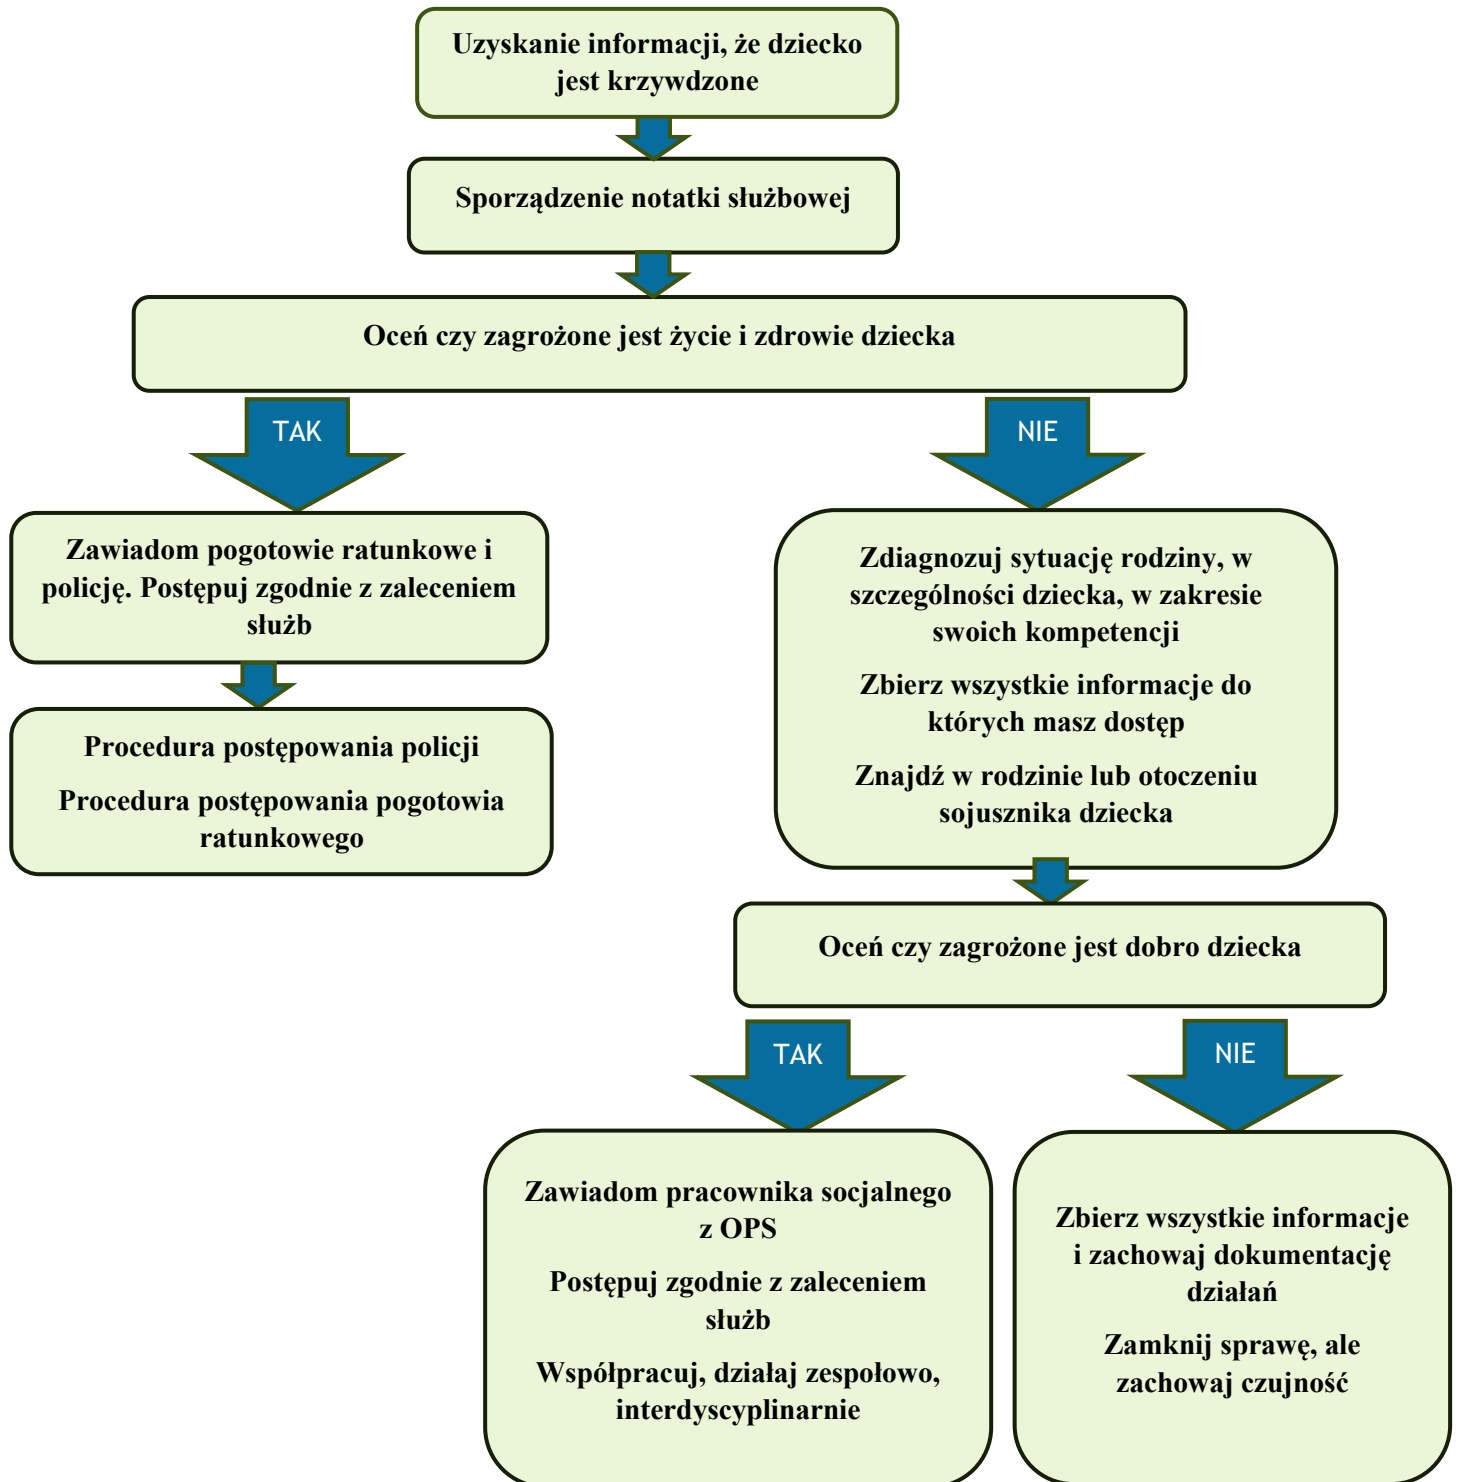 Uzyskanie informacji, że dziecko
jest krzywdzone
Sporządzenie notatki służbowej
Oceń czy zagrożone jest życie i zdrowie dziecka
TAK
NIE
Zawiadom pogotowie ratunkowe i
policję. Postępuj zgodnie z zaleceniem
służb
Procedura postępowania policji
Procedura postępowania pogotowia
ratunkowego
Zdiagnozuj sytuację rodziny, w
szczególności dziecka, w zakresie
swoich kompetencji
Zbierz wszystkie informacje do
których masz dostęp
Znajdź w rodzinie lub otoczeniu
sojusznika dziecka
Oceń czy zagrożone jest dobro dziecka
TAK
NIE
Zawiadom pracownika socjalnego
z OPS
Postępuj zgodnie z zaleceniem
służb
Współpracuj, działaj zespołowo,
interdyscyplinarnie
Zbierz wszystkie informacje
i zachowaj dokumentację
działań
Zamknij sprawę, ale
zachowaj czujność